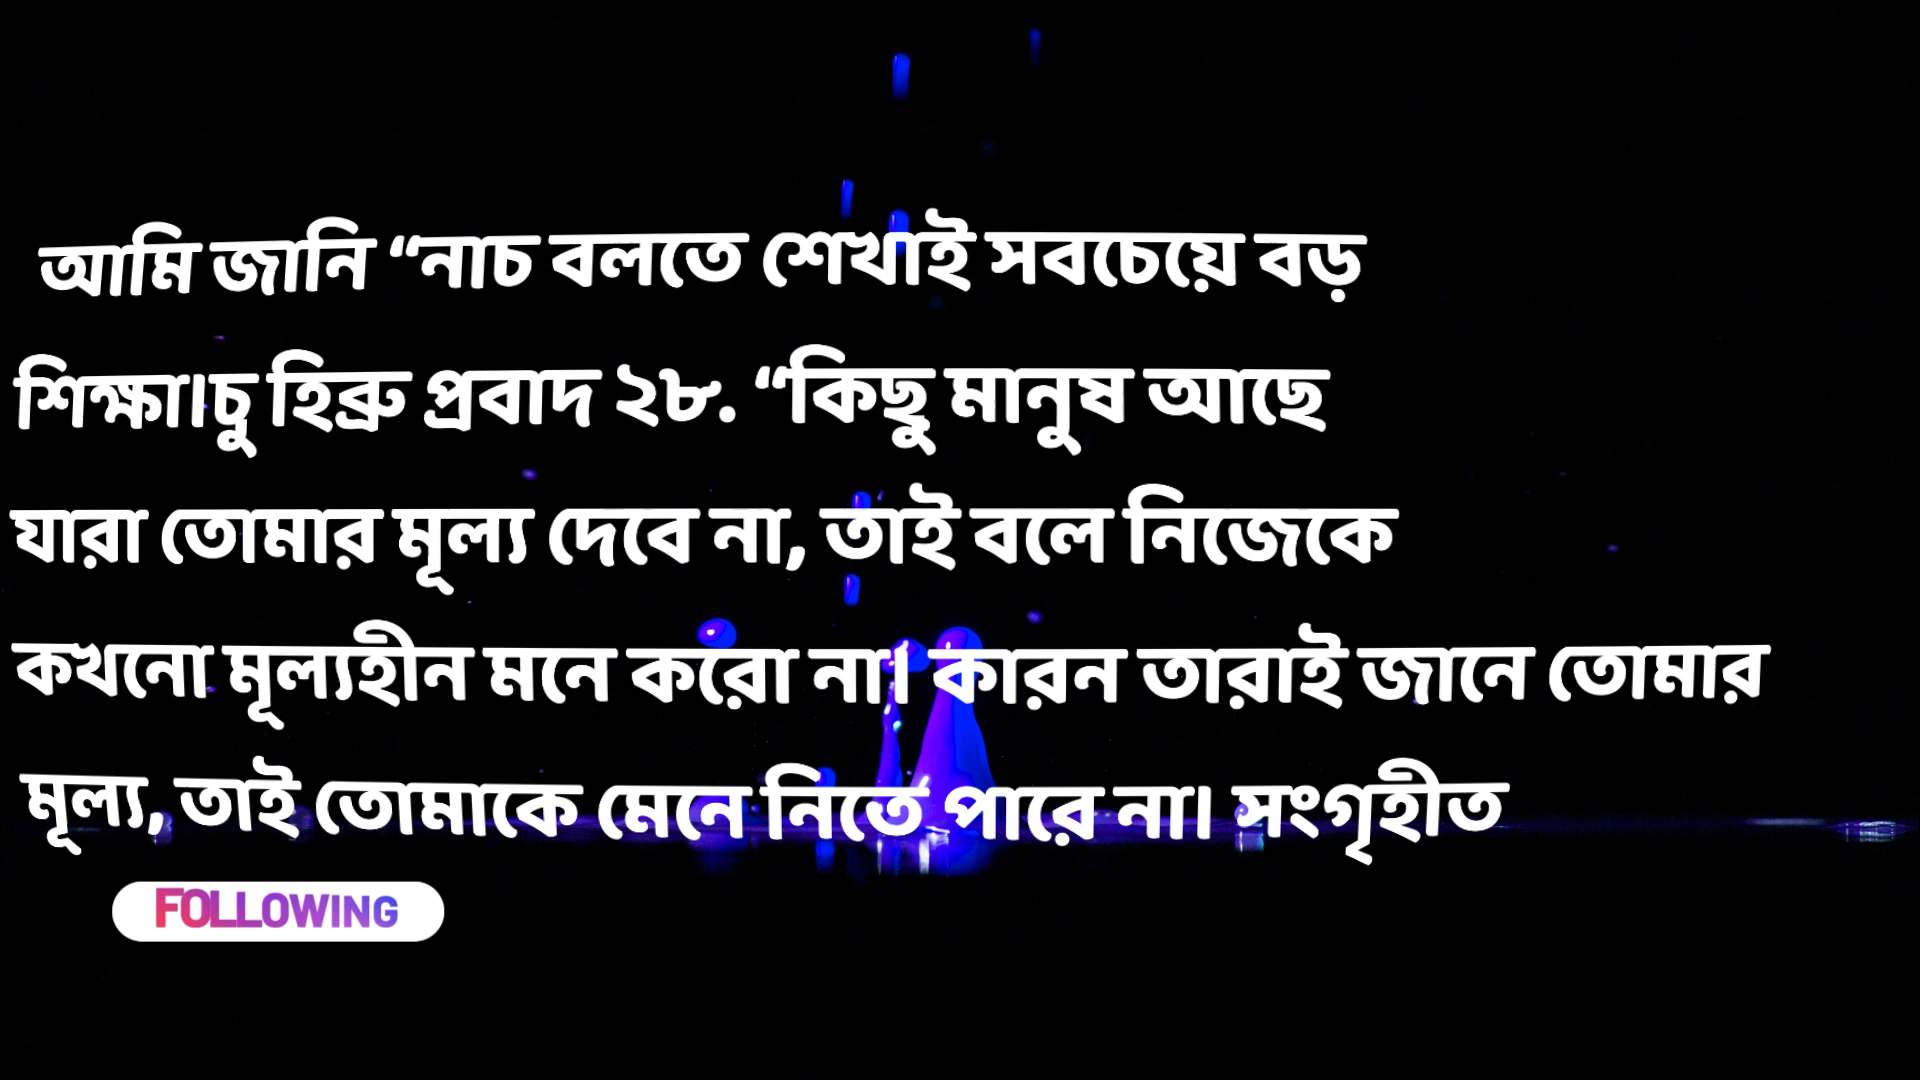 আমি জানি “নাচ বলতে শেখাই সবচেয়ে বড়
শিক্ষা।চু হিব্রু প্রবাদ ২৮. “কিছু মানুষ আছে
যারা তোমার মূল্য দেবে না, তাই বলে নিজেকে
কখনো মূল্যহীন মনে করো না। কারন তারাই জানে তোমার
মূল্য, তাই তোমাকে মেনে নিতে পারে না। সংগৃহীত
FOLLOWING